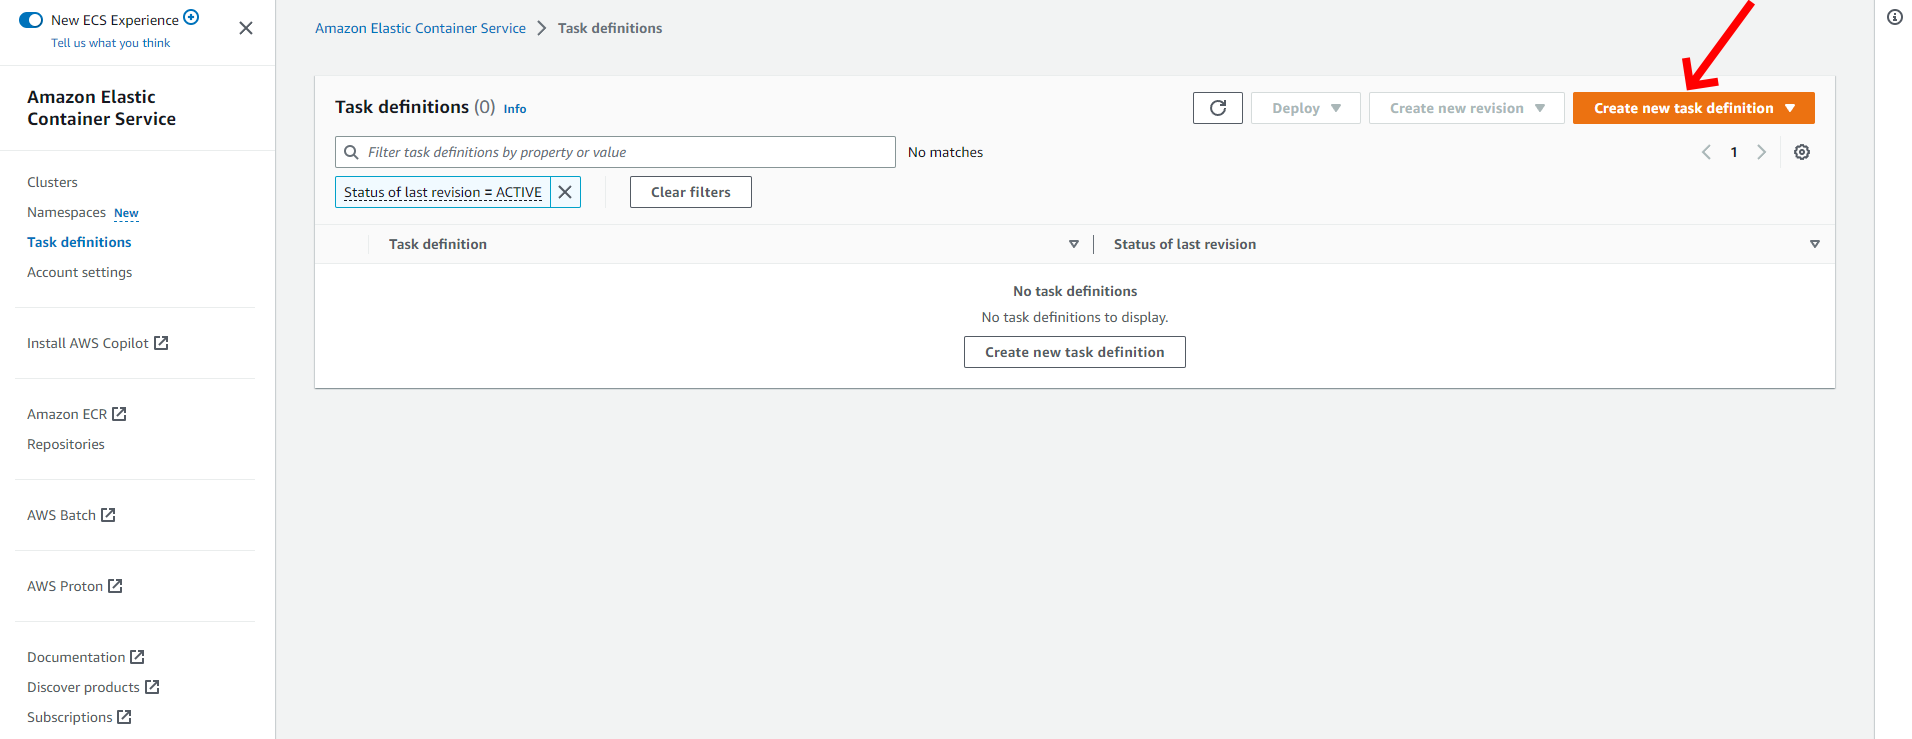 New ECS Experience
Tell us what you think
Amazon Elastic
Container Service
Clusters
Namespaces New
Task definitions
Account settings
Install AWS Copilot
Amazon ECR
Repositories
AWS Batch
AWS Proton
Documentation
Discover products
Subscriptions
Amazon Elastic Container Service > Task definitions
Task definitions (0) Info
Deploy
Create new revision
Create new task definition
Filter task definitions by property or value
No matches
1
Status of last revision = ACTIVE
Clear filters
Task definition
Status of last revision
No task definitions
No task definitions to display.
Create new task definition